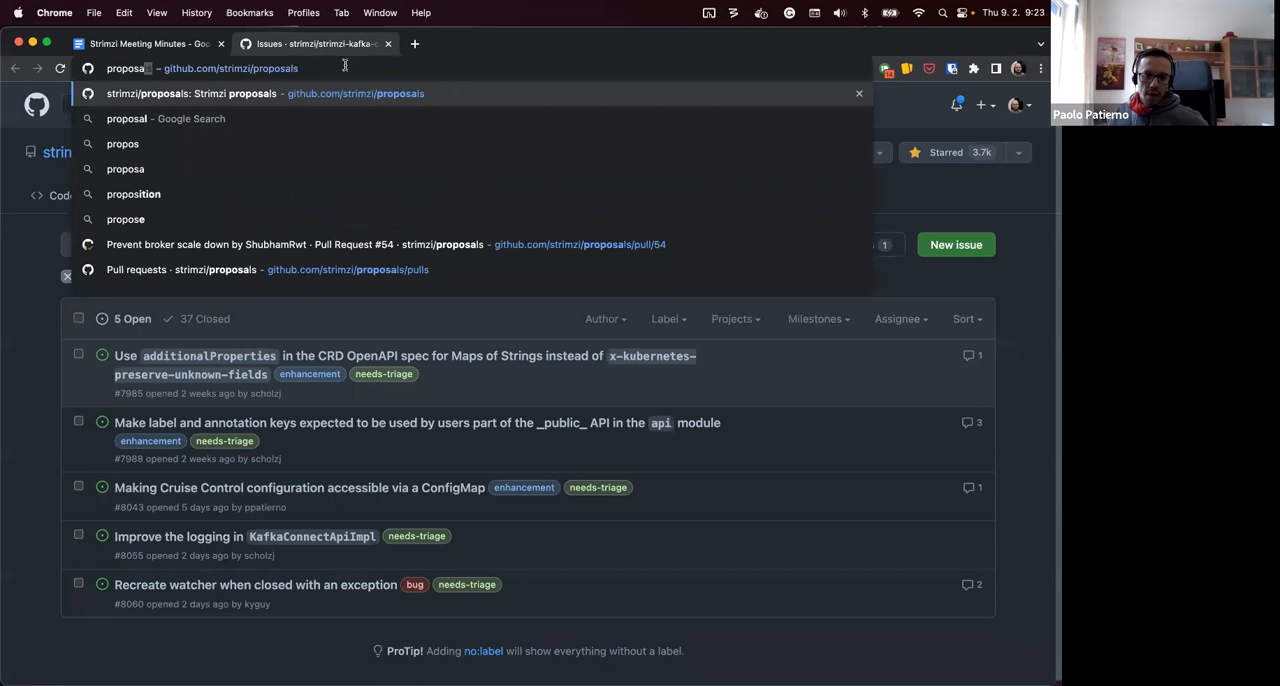 Chrome File Edit View History Bookmarks Profiles Tab Window Help
Thu 9. 2. 9:23
Strimzi Meeting Minutes - Goo
Issues · strimzi/strimzi-kafka-o
proposal – github.com/strimzi/proposals
14
strimzi/proposals: Strimzi proposals - github.com/strimzi/proposals
proposal - Google Search
propos
proposa
proposition
propose
Prevent broker scale down by ShubhamRwt · Pull Request #54 · strimzi/proposals - github.com/strimzi/proposals/pull/54
Pull requests · strimzi/proposals - github.com/strimzi/proposals/pulls
Paolo Patierno
strim
Starred 3.7k
<> Cod
1
New issue
5 Open 37 Closed
Author Label Projects Milestones Assignee Sort
Use additionalProperties in the CRD OpenAPI spec for Maps of Strings instead of x-kubernetes-
preserve-unknown-fields enhancement needs-triage
1
#7985 opened 2 weeks ago by scholzj
Make label and annotation keys expected to be used by users part of the _public_ API in the api module
3
enhancement needs-triage
#7988 opened 2 weeks ago by scholzj
Making Cruise Control configuration accessible via a ConfigMap enhancement needs-triage
1
#8043 opened 5 days ago by ppatierno
Improve the logging in KafkaConnectApiImpl needs-triage
#8055 opened 2 days ago by scholzj
Recreate watcher when closed with an exception bug needs-triage
2
#8060 opened 2 days ago by kyguy
ProTip! Adding no:label will show everything without a label.